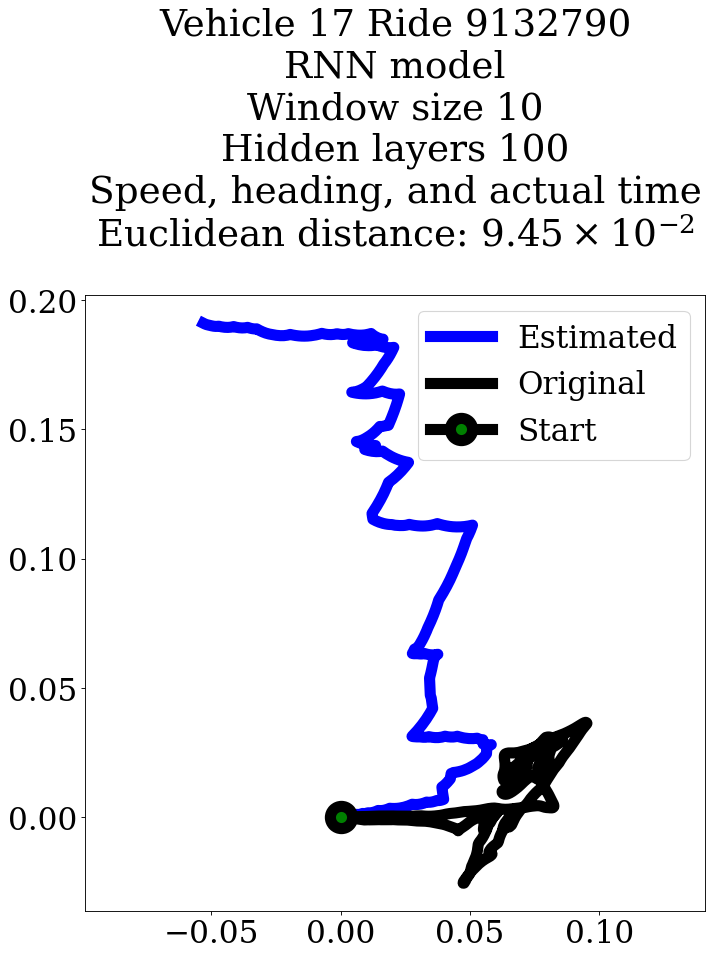 Vehicle 17 Ride 9132790
RNN model
Window size 10
Hidden layers 100
Speed, heading, and actual time
Euclidean distance: 9.45 × 10⁻²
Estimated
Original
Start
0.20
0.15
0.10
0.05
0.00
−0.05 0.00 0.05 0.10